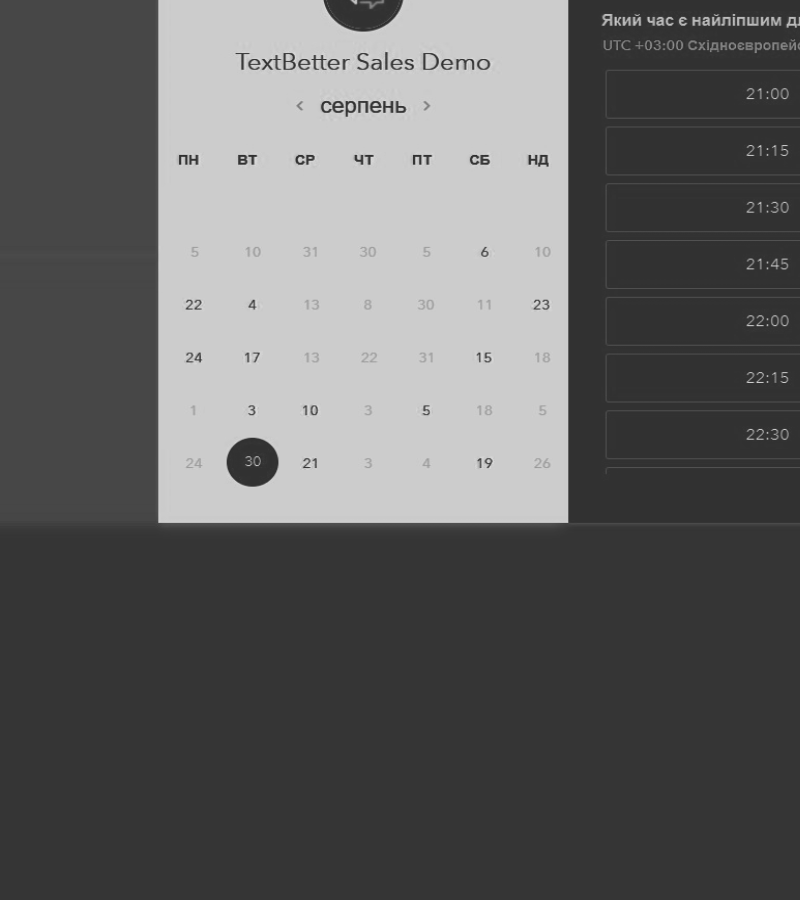 TextBetter Sales Demo
< серпень >
ПН ВТ СР ЧТ ПТ СБ НД
5 10 31 30 5 6 10
22 4 13 8 30 11 23
24 17 13 22 31 15 18
1 3 10 3 5 18 5
24 30 21 3 4 19 26
Який час є найліпшим
UTC +03:00
21:00
21:15
21:30
21:45
22:00
22:15
22:30